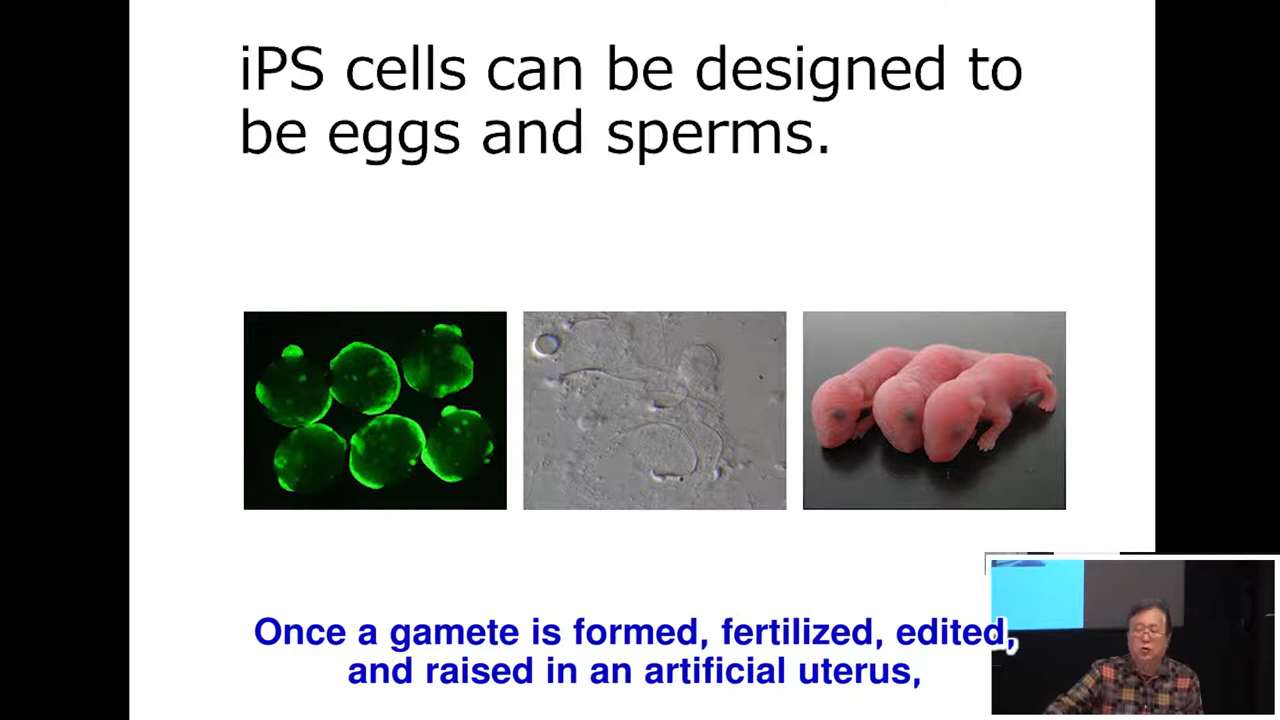 iPS cells can be designed to
be eggs and sperms.
Once a gamete is formed, fertilized, edited,
and raised in an artificial uterus,